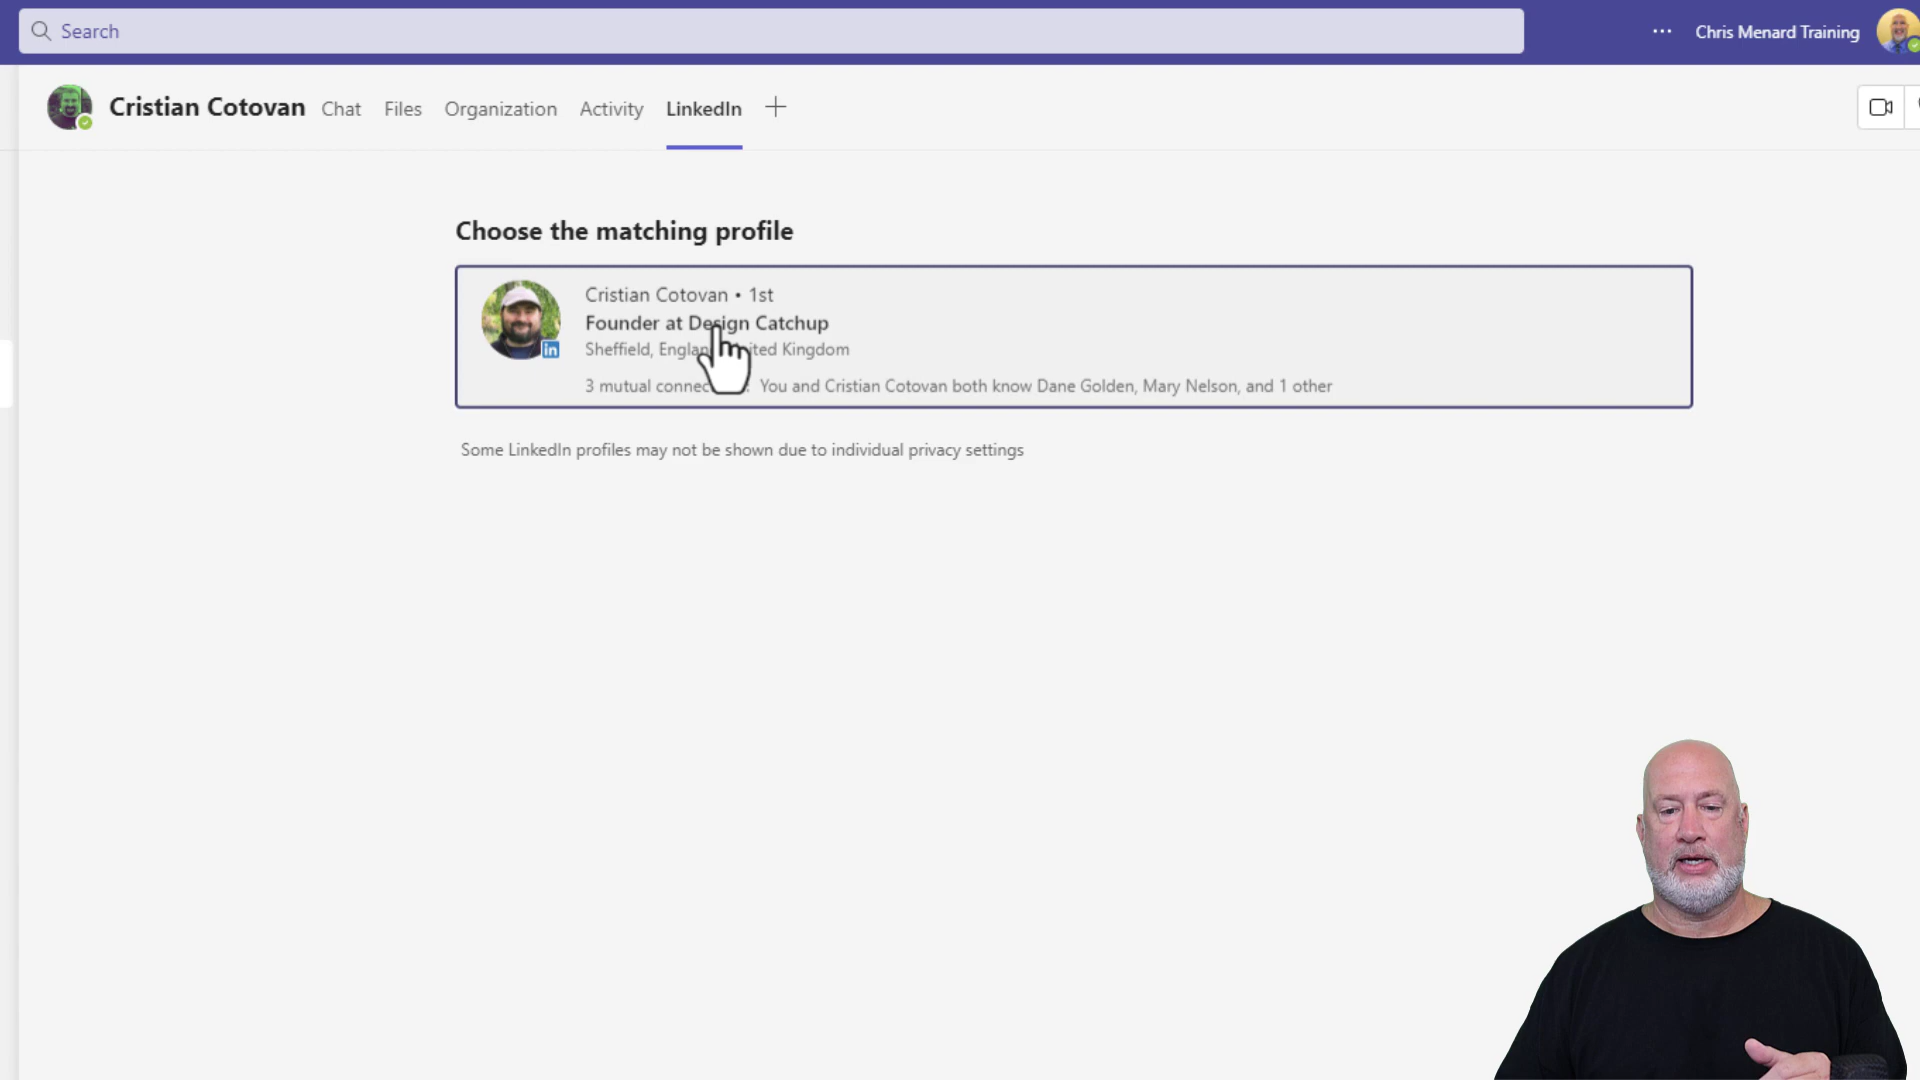 Search
Chris Menard Training
Cristian Cotovan Chat Files Organization Activity LinkedIn
Choose the matching profile
Cristian Cotovan • 1st
Founder at Design Catchup
in
Sheffield, England, United Kingdom
3 mutual You and Cristian Cotovan both know Dane Golden, Mary Nelson, and 1 other
Some LinkedIn profiles may not be shown due to individual privacy settings